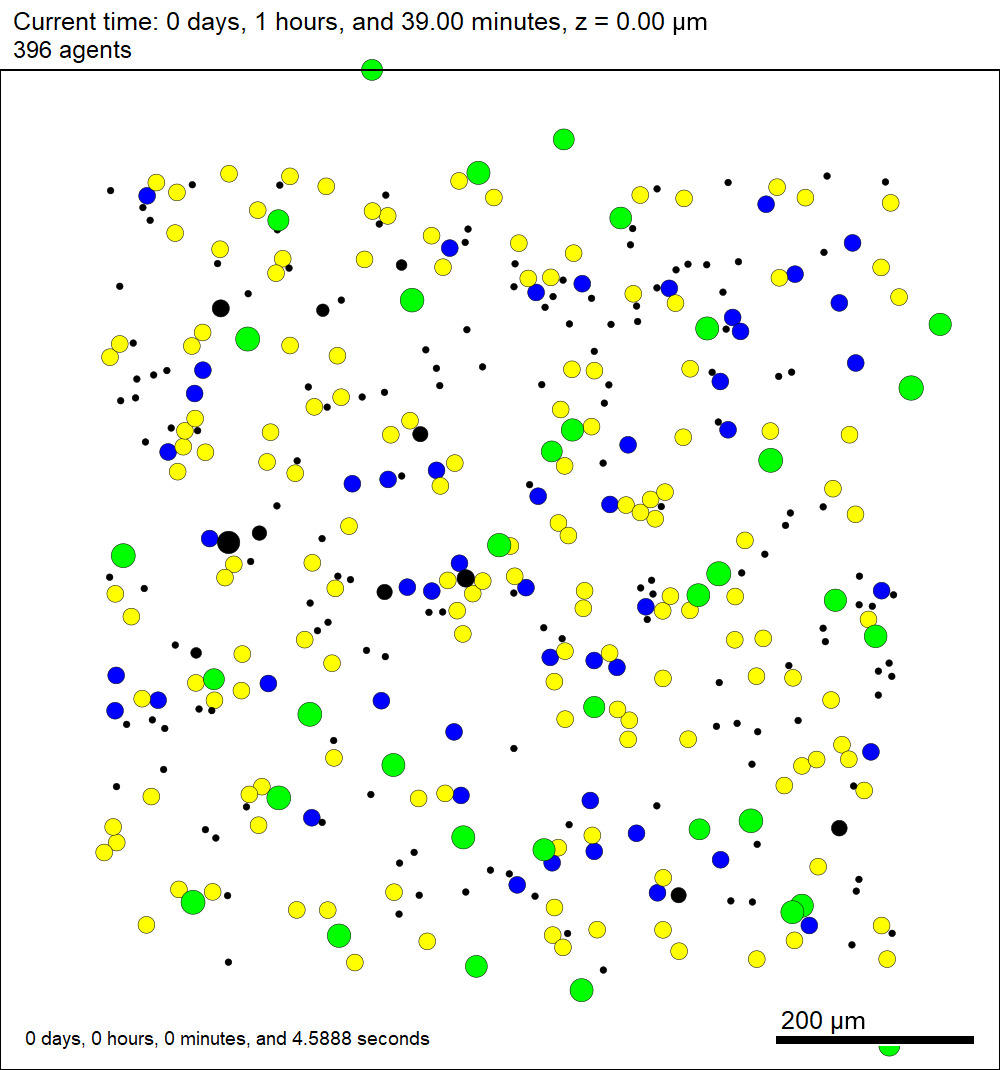 Current time: 0 days, 1 hours, and 39.00 minutes, z = 0.00 µm
396 agents
200 µm
0 days, 0 hours, 0 minutes, and 4.5888 seconds